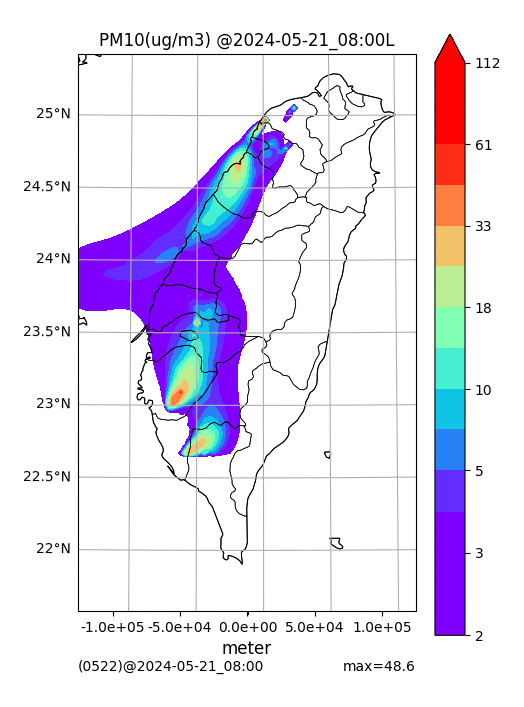 PM10(ug/m3) @2024-05-21_08:00L
112
61
33
18
10
5
3
2
25°N
24.5°N
24°N
23.5°N
23°N
22.5°N
22°N
-1.0e+05 -5.0e+04 0.0e+00 5.0e+04 1.0e+05
meter
(0522)@2024-05-21_08:00 max=48.6